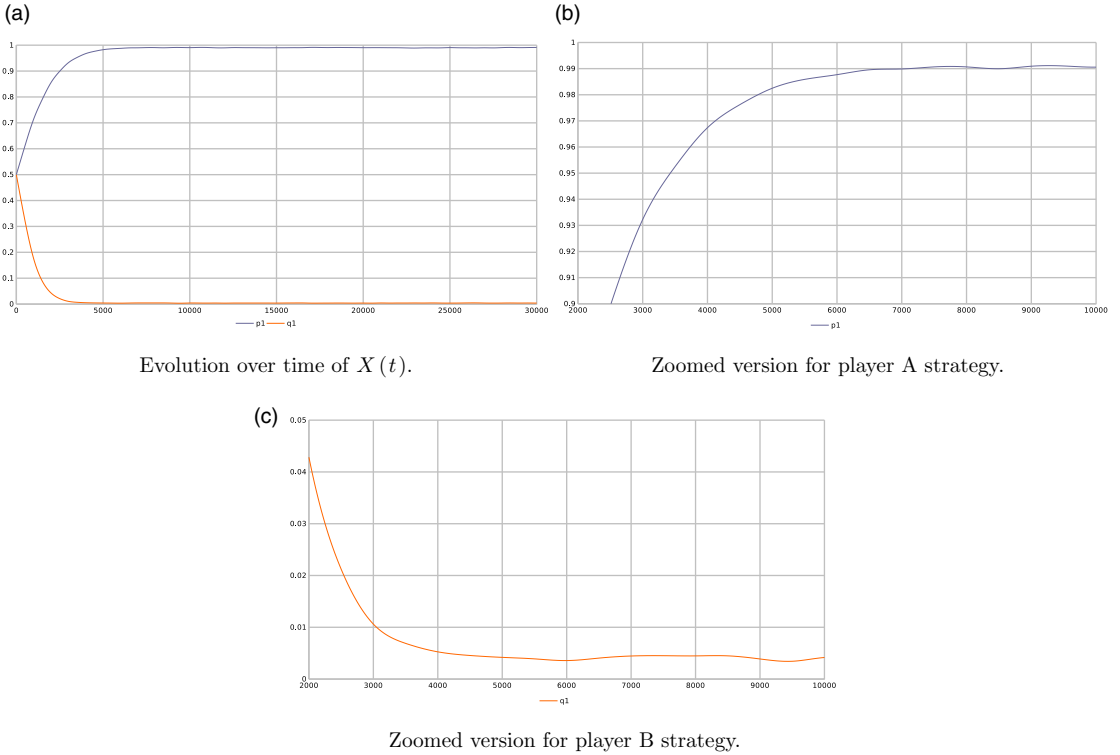 (a)
1
0.9
0.8
0.7
0.6
0.5
0.4
0.3
0.2
0.1
0
0 5000 10000 15000 20000 25000 30000
p1 q1
Evolution over time of X (t).
(b)
1
0.99
0.98
0.97
0.96
0.95
0.94
0.93
0.92
0.91
0.9
2000 3000 4000 5000 6000 7000 8000 9000 10000
p1
Zoomed version for player A strategy.
(c)
0.05
0.04
0.03
0.02
0.01
0
2000 3000 4000 5000 6000 7000 8000 9000 10000
q1
Zoomed version for player B strategy.